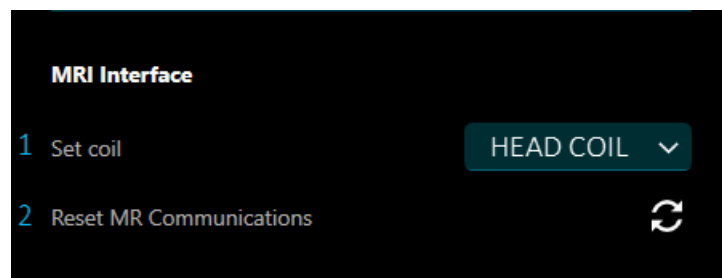 MRI Interface
1 Set coil HEAD COIL
2 Reset MR Communications